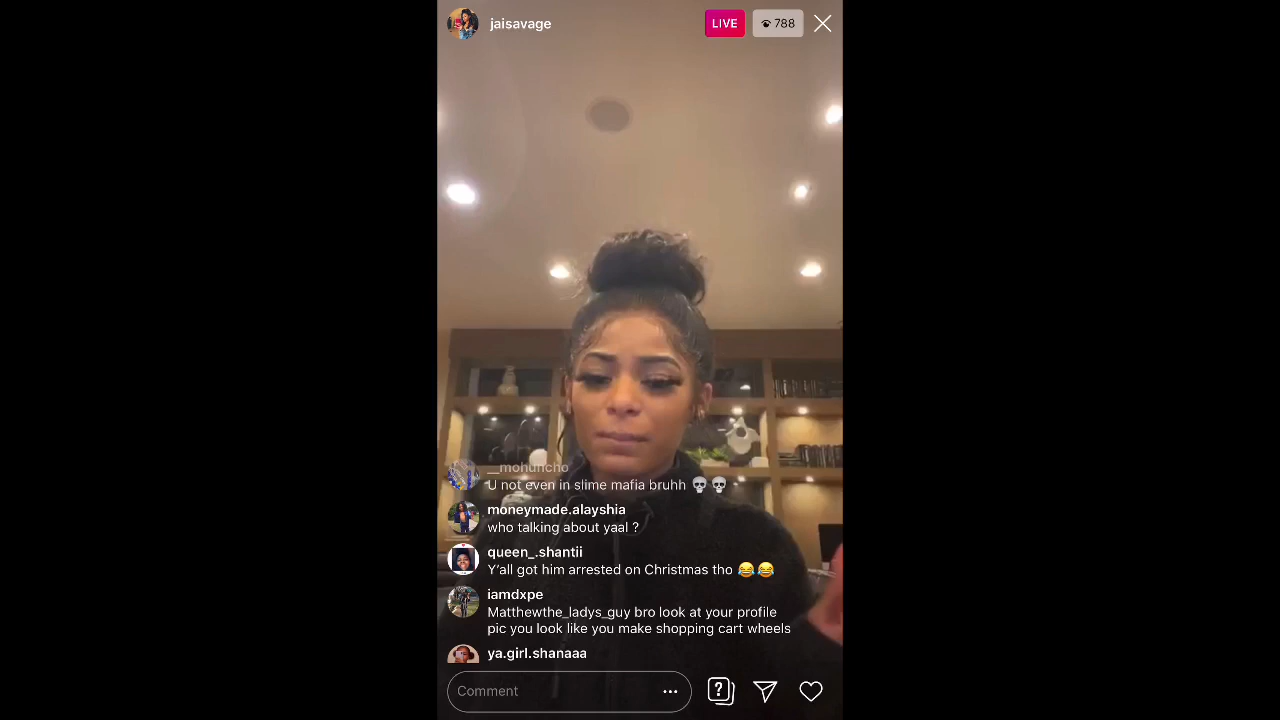 jaisavage
LIVE
788
__mohuncho
U not even in slime mafia bruhh 💀💀
moneymade.alayshia
who talking about yaal ?
queen_.shantii
Y'all got him arrested on Christmas tho 😂😂
iamdxpe
Matthewthe_ladys_guy bro look at your profile
pic you look like you make shopping cart wheels
ya.girl.shanaaa
Comment